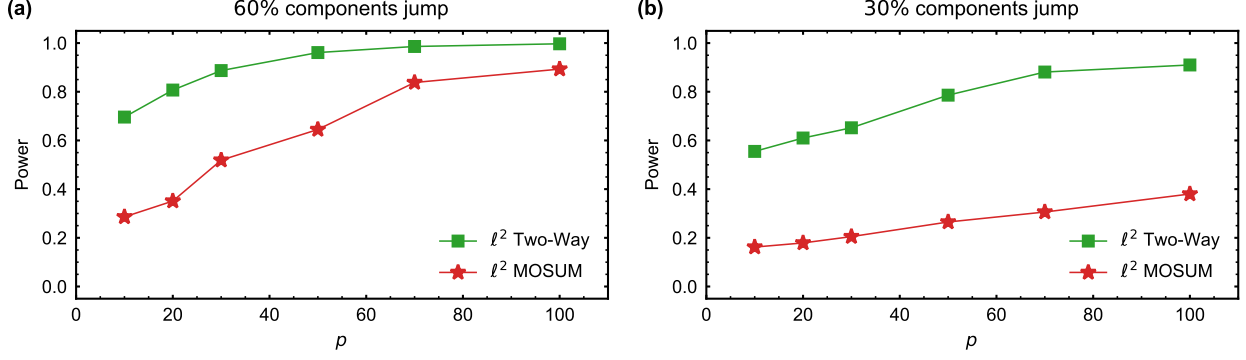 (a)
60% components jump
1.0
0.8
0.6
0.4
0.2
0.0
Power
0 20 40 60 80 100
p
ℓ² Two-Way
ℓ² MOSUM
(b)
30% components jump
1.0
0.8
0.6
0.4
0.2
0.0
Power
0 20 40 60 80 100
p
ℓ² Two-Way
ℓ² MOSUM